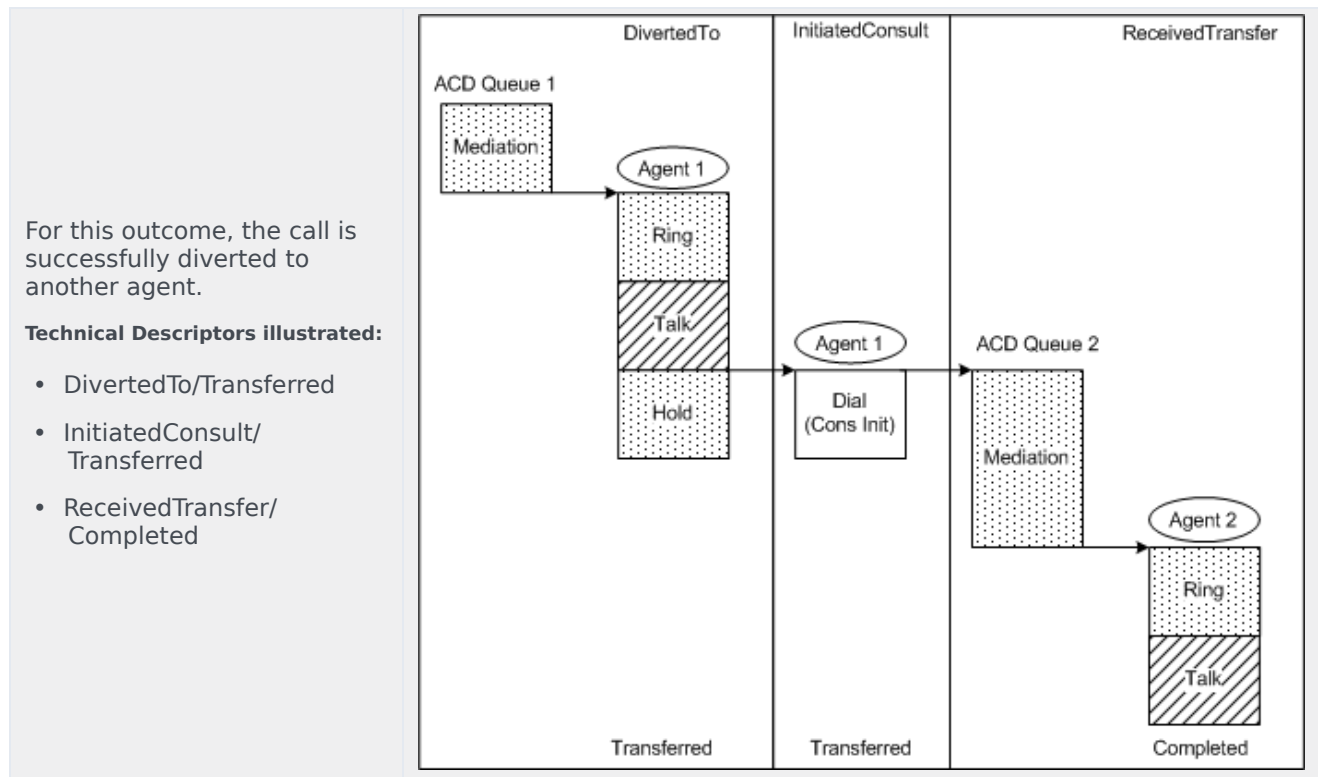 For this outcome, the call is
successfully diverted to
another agent.
Technical Descriptors illustrated:
• DivertedTo/Transferred
• InitiatedConsult/
Transferred
• ReceivedTransfer/
Completed
DivertedTo
InitiatedConsult
ReceivedTransfer
ACD Queue 1
Mediation
Agent 1
Ring
Talk
Hold
Agent 1
Dial
(Cons Init)
ACD Queue 2
Mediation
Agent 2
Ring
Talk
Transferred
Transferred
Completed